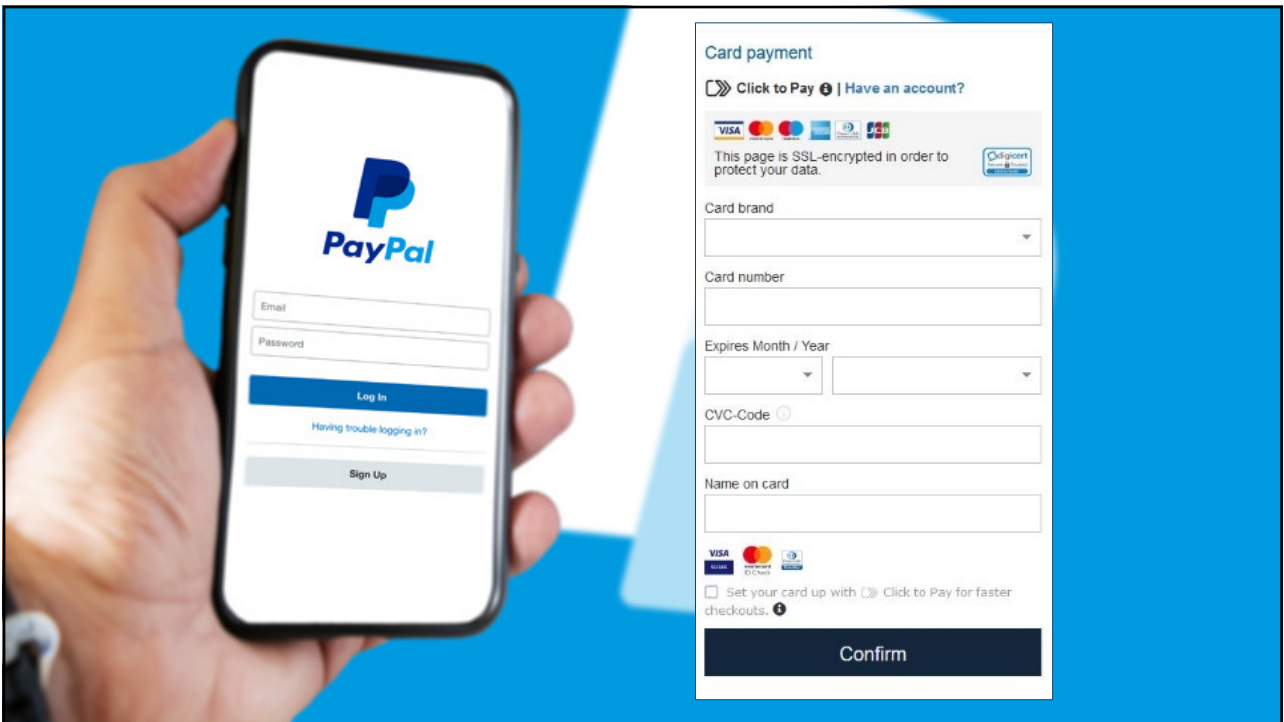 PayPal
Email
Password
Log In
Having trouble logging in?
Sign Up
Card payment
Click to Pay | Have an account?
VISA JCB
This page is SSL-encrypted in order to
protect your data.
digicert
Card brand
Card number
Expires Month / Year
CVC-Code
Name on card
VISA
ID Check
Set your card up with Click to Pay for faster
checkouts.
Confirm